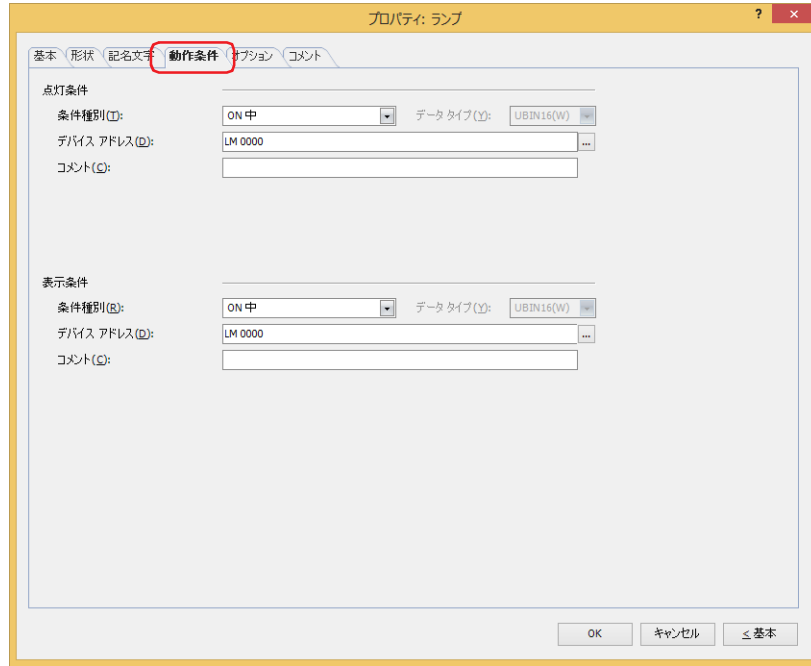 プロパティ: ランプ ? ×
基本 形状 記名文字 動作条件 オプション コメント
点灯条件
条件種別(T): ON 中 データ タイプ(Y): UBIN16(W)
デバイス アドレス(D): LM 0000 ...
コメント(C):
表示条件
条件種別(R): ON 中 データ タイプ(Y): UBIN16(W)
デバイス アドレス(D): LM 0000 ...
コメント(C):
OK キャンセル < 基本